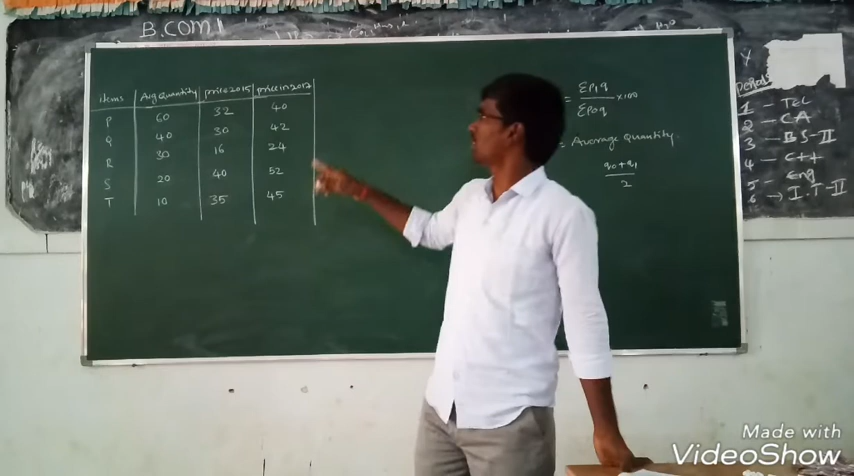 B.COM 1
items Avg Quantity price 2015 price in 2017
P 60 32 40
Q 40 30 42
R 30 16 24
S 20 40 52
T 10 35 45
= ΣP1q
ΣP0q ×100
= Average Quantity
q0+q1
2
Periods
1 - Tel
2 - CA
3 - BS-II
4 - C++
5 - Eng
6 → I.T-II
Made with
VideoShow